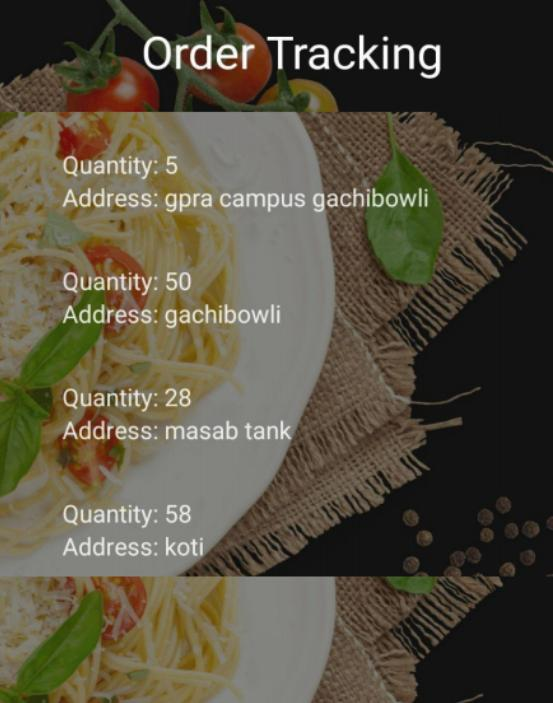 Order Tracking
Quantity: 5
Address: gpra campus gachibowli
Quantity: 50
Address: gachibowli
Quantity: 28
Address: masab tank
Quantity: 58
Address: koti